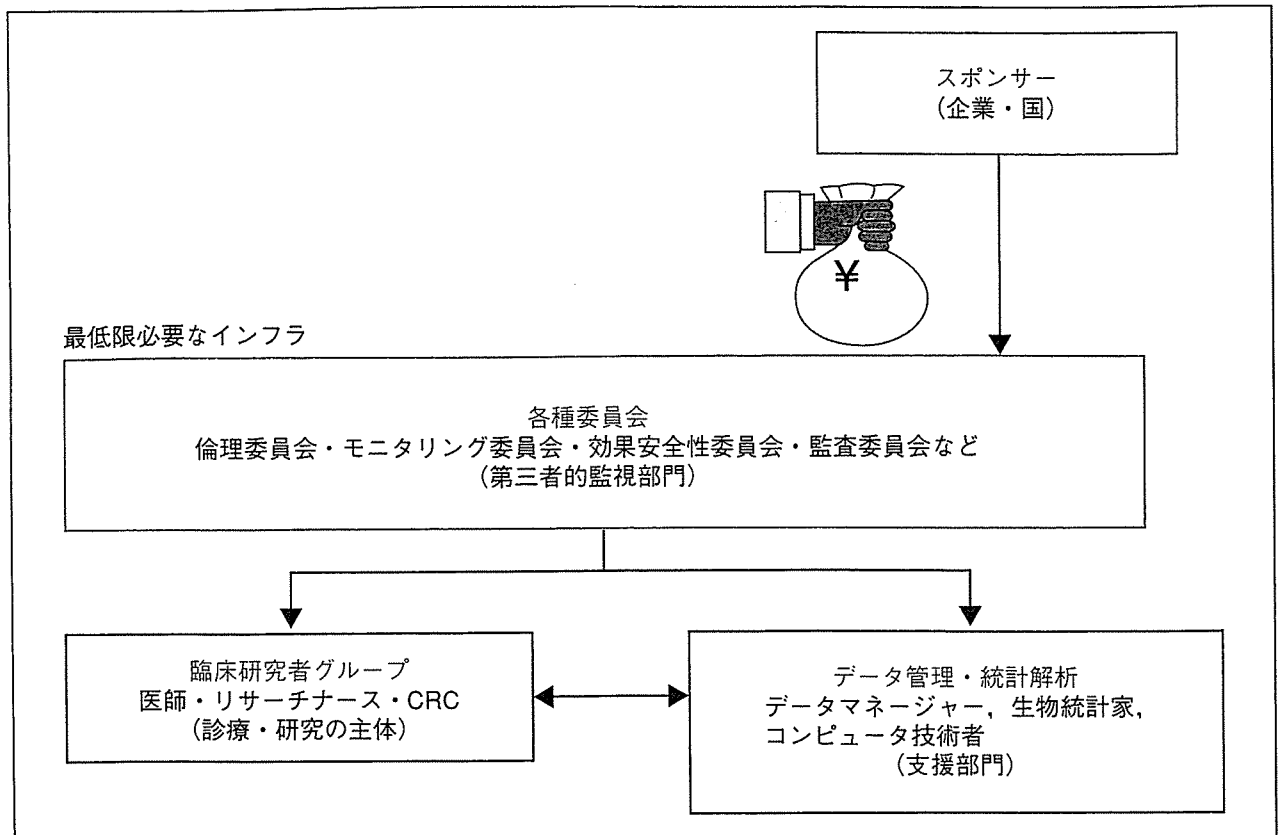 スポンサー
(企業・国)
¥
最低限必要なインフラ
各種委員会
倫理委員会・モニタリング委員会・効果安全性委員会・監査委員会など
(第三者的監視部門)
臨床研究者グループ
医師・リサーチナース・CRC
(診療・研究の主体)
データ管理・統計解析
データマネージャー,生物統計家,
コンピュータ技術者
(支援部門)